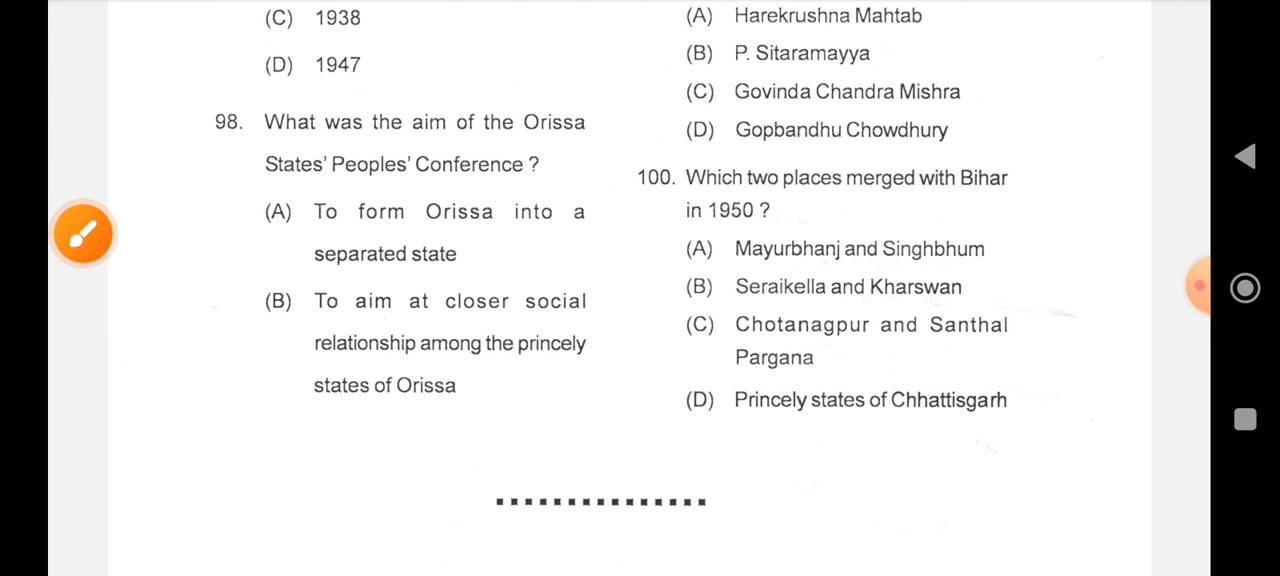 (C) 1938
(D) 1947
98. What was the aim of the Orissa
States' Peoples' Conference ?
(A) To form Orissa into a
separated state
(B) To aim at closer social
relationship among the princely
states of Orissa
(A) Harekrushna Mahtab
(B) P. Sitaramayya
(C) Govinda Chandra Mishra
(D) Gopbandhu Chowdhury
100. Which two places merged with Bihar
in 1950 ?
(A) Mayurbhanj and Singhbhum
(B) Seraikella and Kharswan
(C) Chotanagpur and Santhal
Pargana
(D) Princely states of Chhattisgarh